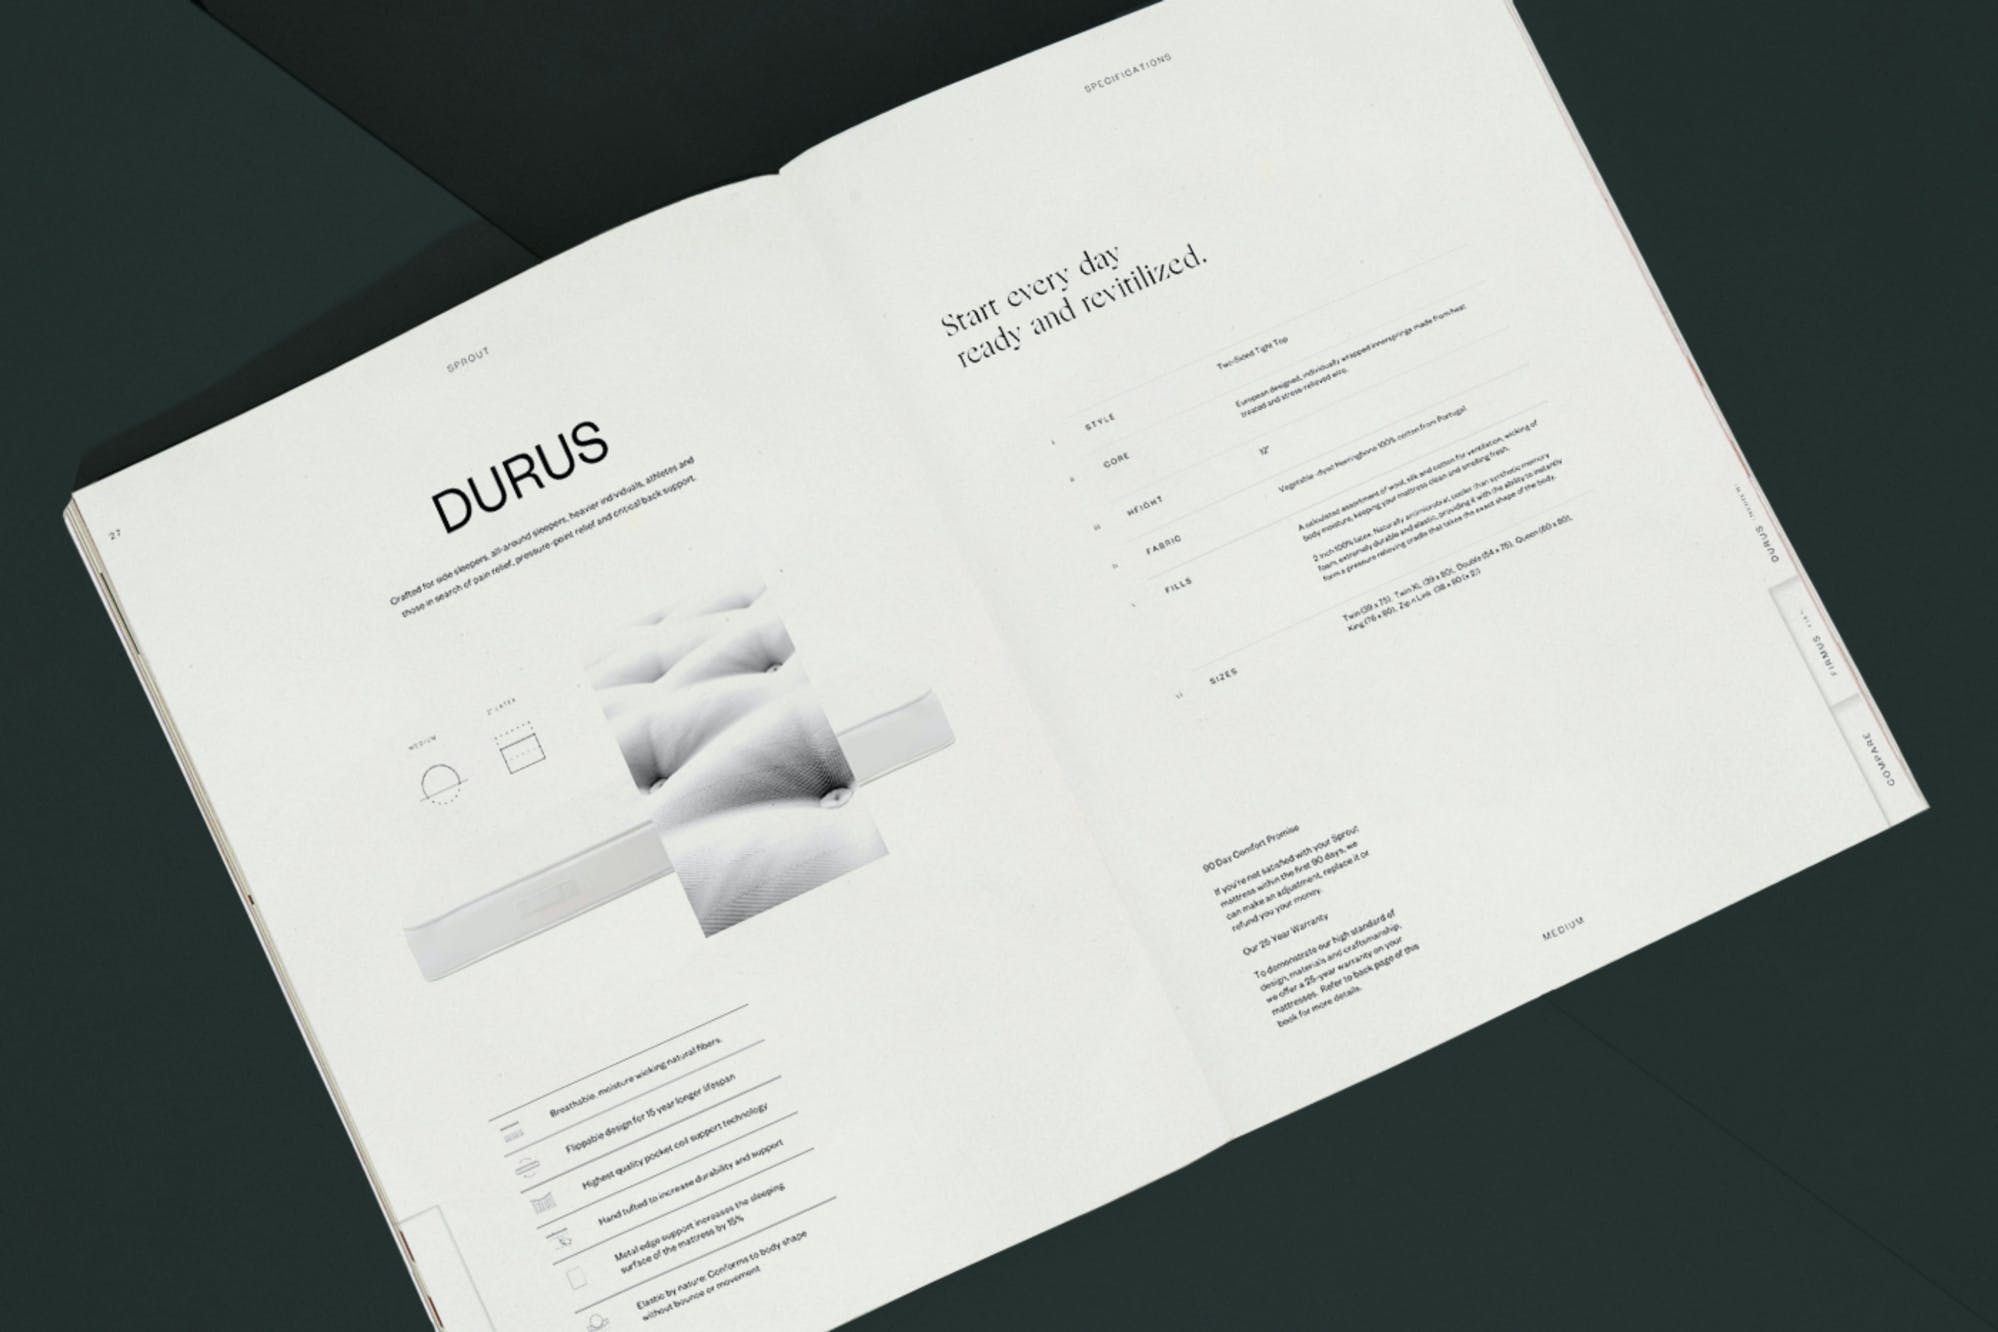 SPROUT
27
DURUS
Crafted for side sleepers, all-around sleepers, heavier individuals, athletes and
those in search of pain relief, pressure-point relief and critical back support.
MEDIUM
2" LATEX
Breathable, moisture wicking natural fibers.
Flippable design for 15 year longer lifespan
Highest quality pocket coil support technology
Hand tufted to increase durability and support
Metal edge support increases the sleeping
surface of the mattress by 15%
Elastic by nature: Conforms to body shape
without bounce or movement
SPECIFICATIONS
Start every day
ready and revitilized.
STYLE
Two-Sided Tight Top
CORE
European designed, individually wrapped innersprings made from heat
treated and stress-relieved wire.
HEIGHT
12"
FABRIC
Vegetable-dyed Herringbone 100% cotton from Portugal
FILLS
A calculated assortment of wool, silk and cotton for ventilation, wicking of
body moisture, keeping your mattress clean and smelling fresh.
2 inch 100% latex. Naturally antimicrobial, cooler than synthetic memory
foam, extremely durable and elastic, providing it with the ability to instantly
form a pressure relieving cradle that takes the exact shape of the body.
SIZES
Twin (39 x 75), Twin XL (39 x 80), Double (54 x 75), Queen (60 x 80),
King (76 x 80), Zip n Link (38 x 80 (x 2))
90 Day Comfort Promise
If you're not satisfied with your Sprout
mattress within the first 90 days, we
can make an adjustment, replace it or
refund you your money.
Our 25 Year Warranty
To demonstrate our high standard of
design, materials and craftsmanship,
we offer a 25-year warranty on your
mattresses. Refer to back page of this
book for more details.
MEDIUM
DURUS
FIRMUS
COMPARE